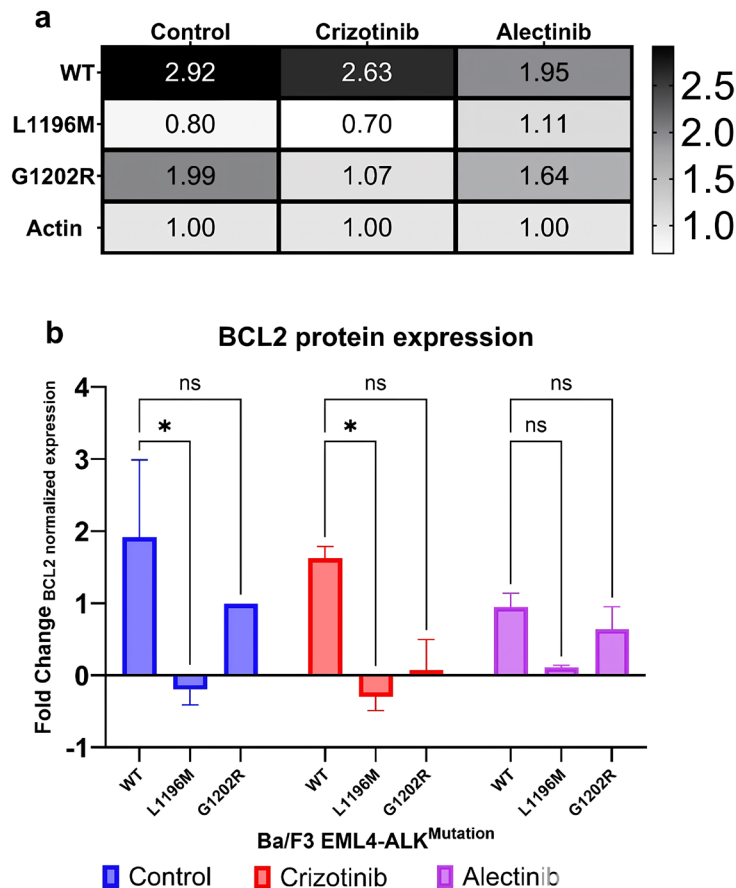 a
Control Crizotinib Alectinib
WT 2.92 2.63 1.95
L1196M 0.80 0.70 1.11
G1202R 1.99 1.07 1.64
Actin 1.00 1.00 1.00
2.5
2.0
1.5
1.0
b
BCL2 protein expression
Fold Change BCL2 normalized expression
4
3
2
1
0
-1
ns ns ns
* * ns
WT L1196M G1202R WT L1196M G1202R WT L1196M G1202R
Ba/F3 EML4-ALK^Mutation
Control Crizotinib Alectinib